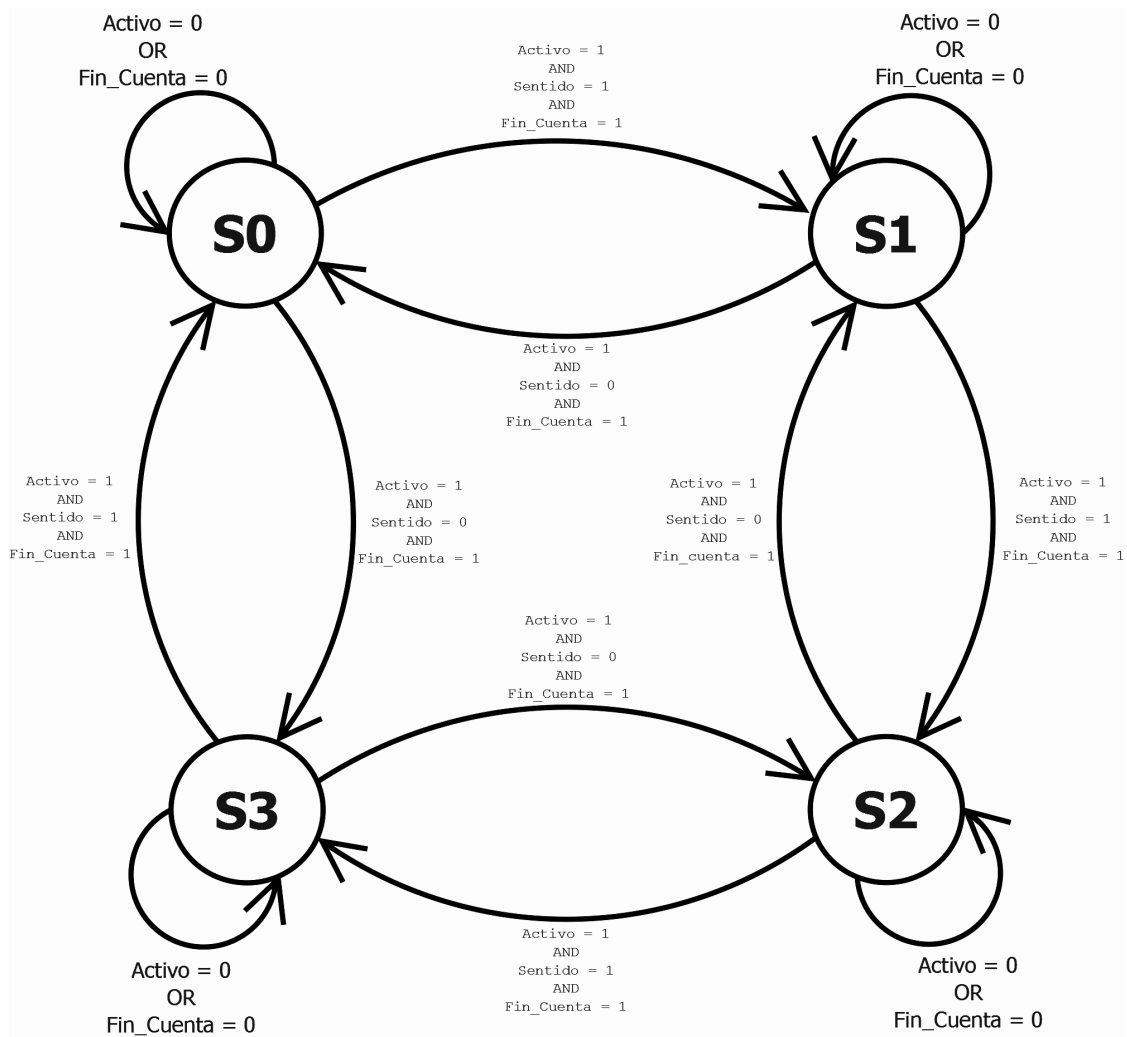 Activo = 0
OR
Fin_Cuenta = 0
Activo = 1
AND
Sentido = 1
AND
Fin_Cuenta = 1
Activo = 0
OR
Fin_Cuenta = 0
S0
S1
Activo = 1
AND
Sentido = 0
AND
Fin_Cuenta = 1
Activo = 1
AND
Sentido = 1
AND
Fin_Cuenta = 1
Activo = 1
AND
Sentido = 0
AND
Fin_Cuenta = 1
Activo = 1
AND
Sentido = 0
AND
Fin_cuenta = 1
Activo = 1
AND
Sentido = 1
AND
Fin_Cuenta = 1
Activo = 1
AND
Sentido = 0
AND
Fin_Cuenta = 1
S3
S2
Activo = 1
AND
Sentido = 1
AND
Fin_Cuenta = 1
Activo = 0
OR
Fin_Cuenta = 0
Activo = 0
OR
Fin_Cuenta = 0